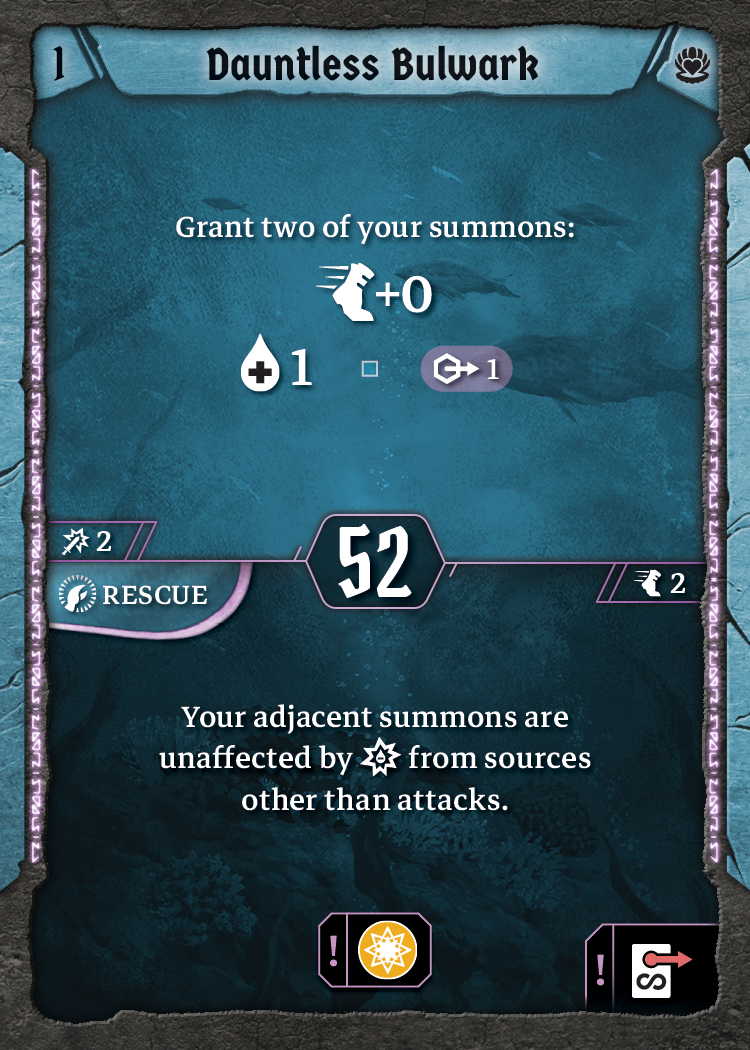 1
Dauntless Bulwark
Grant two of your summons:
+0
1
1
2
52
RESCUE
2
Your adjacent summons are
unaffected by from sources
other than attacks.
!
!